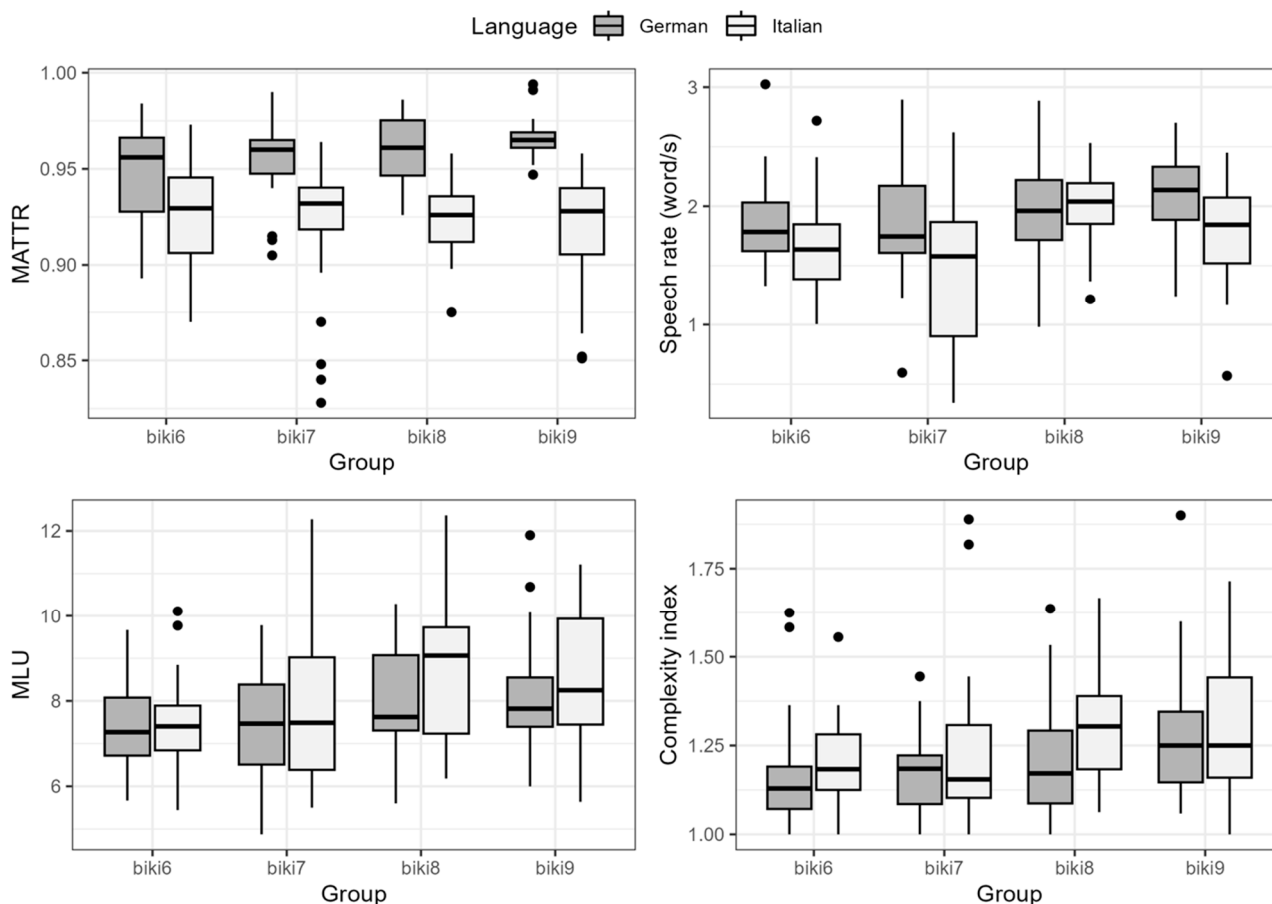 Language German Italian
1.00
0.95
0.90
0.85
MATTR
biki6 biki7 biki8 biki9
Group
3
2
1
Speech rate (word/s)
biki6 biki7 biki8 biki9
Group
12
10
8
6
MLU
biki6 biki7 biki8 biki9
Group
1.75
1.50
1.25
1.00
Complexity index
biki6 biki7 biki8 biki9
Group